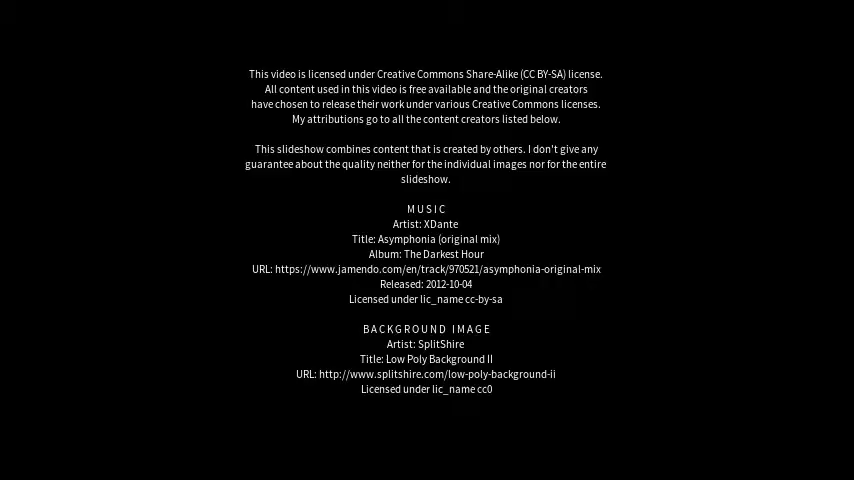 This video is licensed under Creative Commons Share-Alike (CC BY-SA) license.
All content used in this video is free available and the original creators
have chosen to release their work under various Creative Commons licenses.
My attributions go to all the content creators listed below.
This slideshow combines content that is created by others. I don't give any
guarantee about the quality neither for the individual images nor for the entire
slideshow.
MUSIC
Artist: XDante
Title: Asymphonia (original mix)
Album: The Darkest Hour
URL: https://www.jamendo.com/en/track/970521/asymphonia-original-mix
Released: 2012-10-04
Licensed under lic_name cc-by-sa
BACKGROUND IMAGE
Artist: SplitShire
Title: Low Poly Background II
URL: http://www.splitshire.com/low-poly-background-ii
Licensed under lic_name cc0